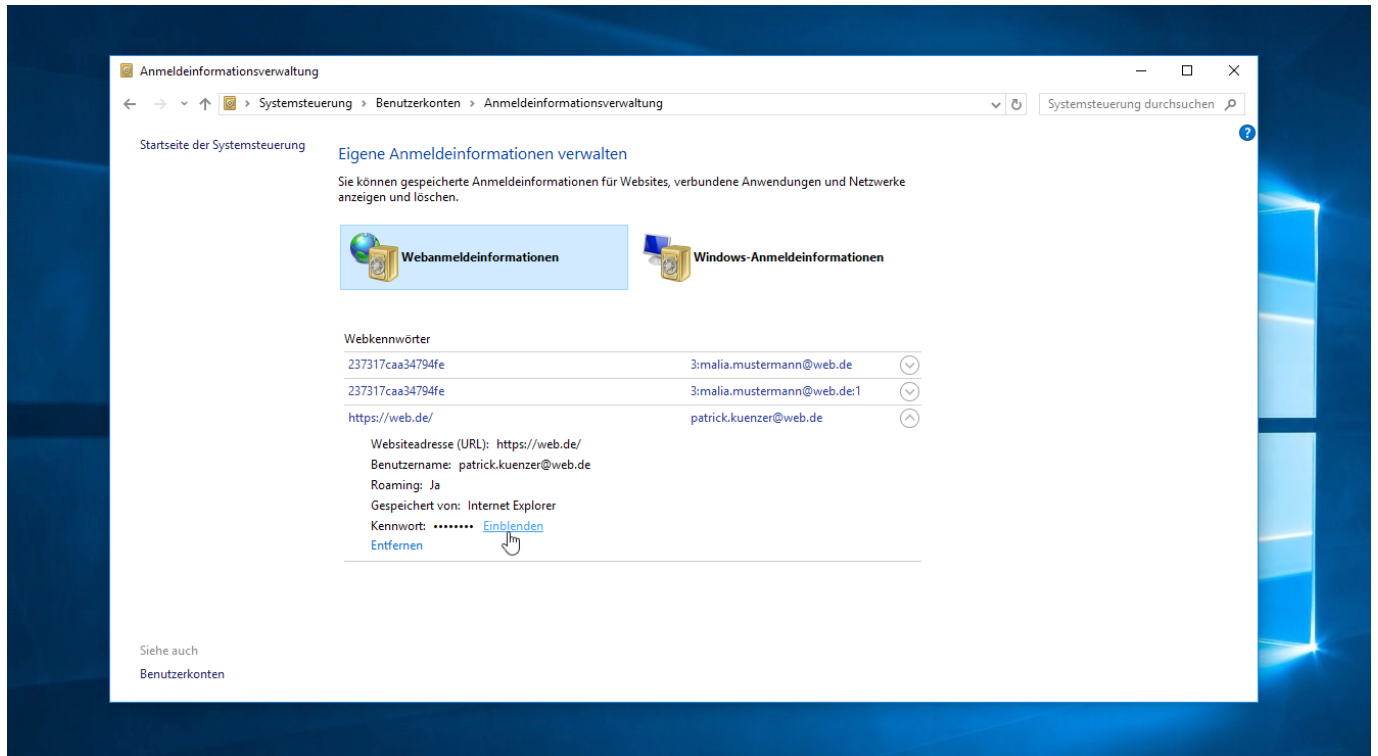 Anmeldeinformationsverwaltung
Systemsteuerung > Benutzerkonten > Anmeldeinformationsverwaltung
Systemsteuerung durchsuchen
?
Startseite der Systemsteuerung
Eigene Anmeldeinformationen verwalten
Sie können gespeicherte Anmeldeinformationen für Websites, verbundene Anwendungen und Netzwerke
anzeigen und löschen.
Webanmeldeinformationen
Windows-Anmeldeinformationen
Webkennwörter
237317caa34794fe 3:malia.mustermann@web.de
237317caa34794fe 3:malia.mustermann@web.de:1
https://web.de/ patrick.kuenzer@web.de
Websiteadresse (URL): https://web.de/
Benutzername: patrick.kuenzer@web.de
Roaming: Ja
Gespeichert von: Internet Explorer
Kennwort: •••••••• Einblenden
Entfernen
Siehe auch
Benutzerkonten